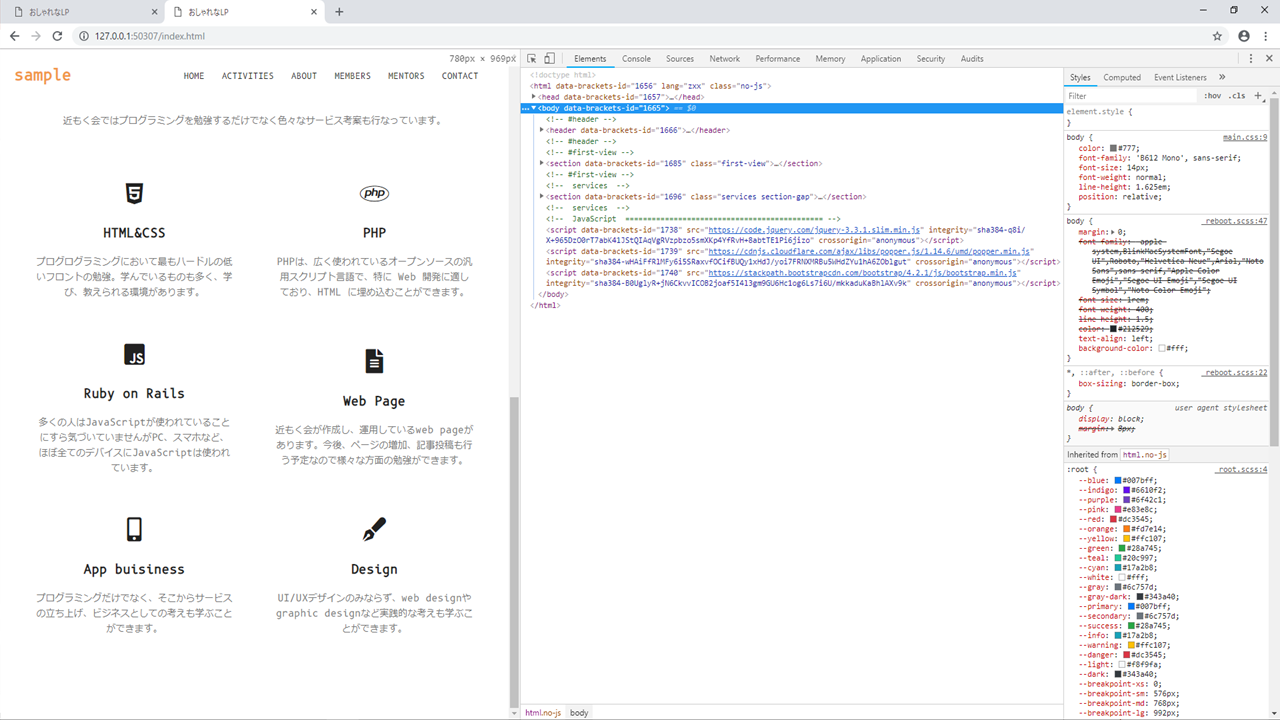 おしゃれなLP
おしゃれなLP
127.0.0.1:50307/index.html
780px × 969px
sample
HOME ACTIVITIES ABOUT MEMBERS MENTORS CONTACT
近もく会ではプログラミングを勉強するだけでなく色々なサービス考案も行なっています。
HTML&CSS
プログログラミングにおいて最もハードルの低
いフロントの勉強。学んでいるものも多く、学
び、教えられる環境があります。
PHP
PHPは、広く使われているオープンソースの汎
用スクリプト言語で、特に Web 開発に適し
ており、HTML に埋め込むことができます。
JS
Ruby on Rails
多くの人はJavaScriptが使われていること
にすら気づいていませんがPC、スマホなど、
ほぼ全てのデバイスにJavaScriptは使われ
ています。
Web Page
近もく会が作成し、運用しているweb pageが
あります。今後、ページの増加、記事投稿も行
う予定なので様々な方面の勉強ができます。
App buisiness
プログラミングだけでなく、そこからサービス
の立ち上げ、ビジネスとしての考えも学ぶこと
ができます。
Design
UI/UXデザインのみならず、web designや
graphic designなど実践的な考えも学ぶこ
とができます。
Elements Console Sources Network Performance Memory Application Security Audits
<!doctype html>
<html data-brackets-id="1656" lang="zxx" class="no-js">
<head data-brackets-id="1657">…</head>
<body data-brackets-id="1665"> == $0
<!-- #header -->
<header data-brackets-id="1666">…</header>
<!-- #header -->
<!-- #first-view -->
<section data-brackets-id="1685" class="first-view">…</section>
<!-- #first-view -->
<!-- services -->
<section data-brackets-id="1696" class="services section-gap">…</section>
<!-- services -->
<!-- JavaScript ============================================= -->
<script data-brackets-id="1738" src="https://code.jquery.com/jquery-3.3.1.slim.min.js" integrity="sha384-q8i/
X+965DzO0rT7abK41JStQIAqVgRVzpbzo5smXKp4YfRvH+8abtTE1Pi6jizo" crossorigin="anonymous"></script>
<script data-brackets-id="1739" src="https://cdnjs.cloudflare.com/ajax/libs/popper.js/1.14.6/umd/popper.min.js"
integrity="sha384-wHAiFfRlMFy6i5SRaxvfOCifBUQy1xHdJ/yoi7FRNXMRBu5WHdZYu1hA6ZOblgut" crossorigin="anonymous"></script>
<script data-brackets-id="1740" src="https://stackpath.bootstrapcdn.com/bootstrap/4.2.1/js/bootstrap.min.js"
integrity="sha384-B0UglyR+jN6CkvvICOB2joaf5I4l3gm9GU6Hc1og6Ls7i6U/mkkaduKaBhlAXv9k" crossorigin="anonymous"></script>
</body>
</html>
html.no-js body
Styles Computed Event Listeners »
Filter :hov .cls +
element.style {
}
body { main.css:9
color: #777;
font-family: 'B612 Mono', sans-serif;
font-size: 14px;
font-weight: normal;
line-height: 1.625em;
position: relative;
}
body { _reboot.scss:47
margin: 0;
font-family: -apple-
system,BlinkMacSystemFont,"Segoe
UI",Roboto,"Helvetica Neue",Arial,"Noto
Sans",sans-serif,"Apple Color
Emoji","Segoe UI Emoji","Segoe UI
Symbol","Noto Color Emoji";
font-size: 1rem;
font-weight: 400;
line-height: 1.5;
color: #212529;
text-align: left;
background-color: #fff;
}
*, ::after, ::before { _reboot.scss:22
box-sizing: border-box;
}
body { user agent stylesheet
display: block;
margin: 8px;
}
Inherited from html.no-js
:root { _root.scss:4
--blue: #007bff;
--indigo: #6610f2;
--purple: #6f42c1;
--pink: #e83e8c;
--red: #dc3545;
--orange: #fd7e14;
--yellow: #ffc107;
--green: #28a745;
--teal: #20c997;
--cyan: #17a2b8;
--white: #fff;
--gray: #6c757d;
--gray-dark: #343a40;
--primary: #007bff;
--secondary: #6c757d;
--success: #28a745;
--info: #17a2b8;
--warning: #ffc107;
--danger: #dc3545;
--light: #f8f9fa;
--dark: #343a40;
--breakpoint-xs: 0;
--breakpoint-sm: 576px;
--breakpoint-md: 768px;
--breakpoint-lg: 992px;